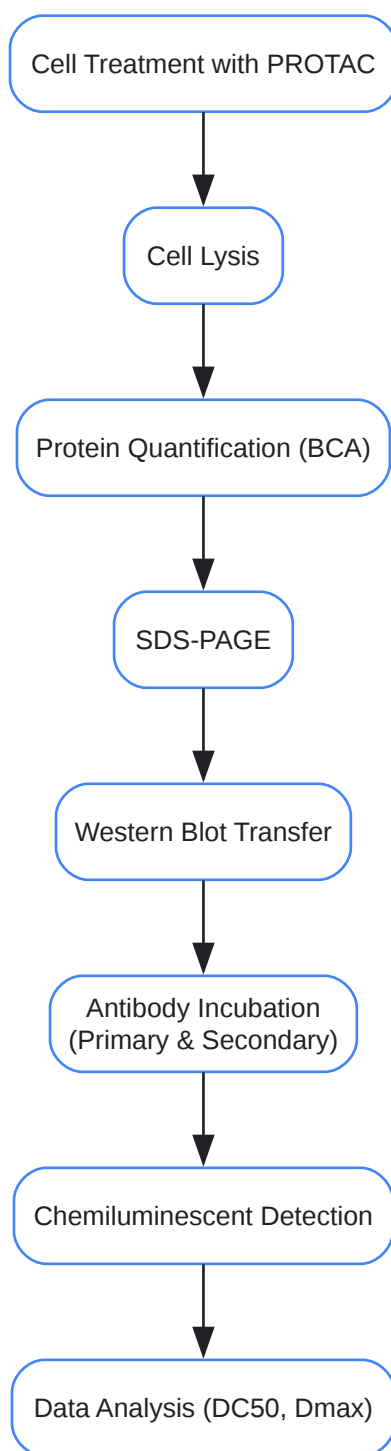 Cell Treatment with PROTAC
Cell Lysis
Protein Quantification (BCA)
SDS-PAGE
Western Blot Transfer
Antibody Incubation
(Primary & Secondary)
Chemiluminescent Detection
Data Analysis (DC50, Dmax)